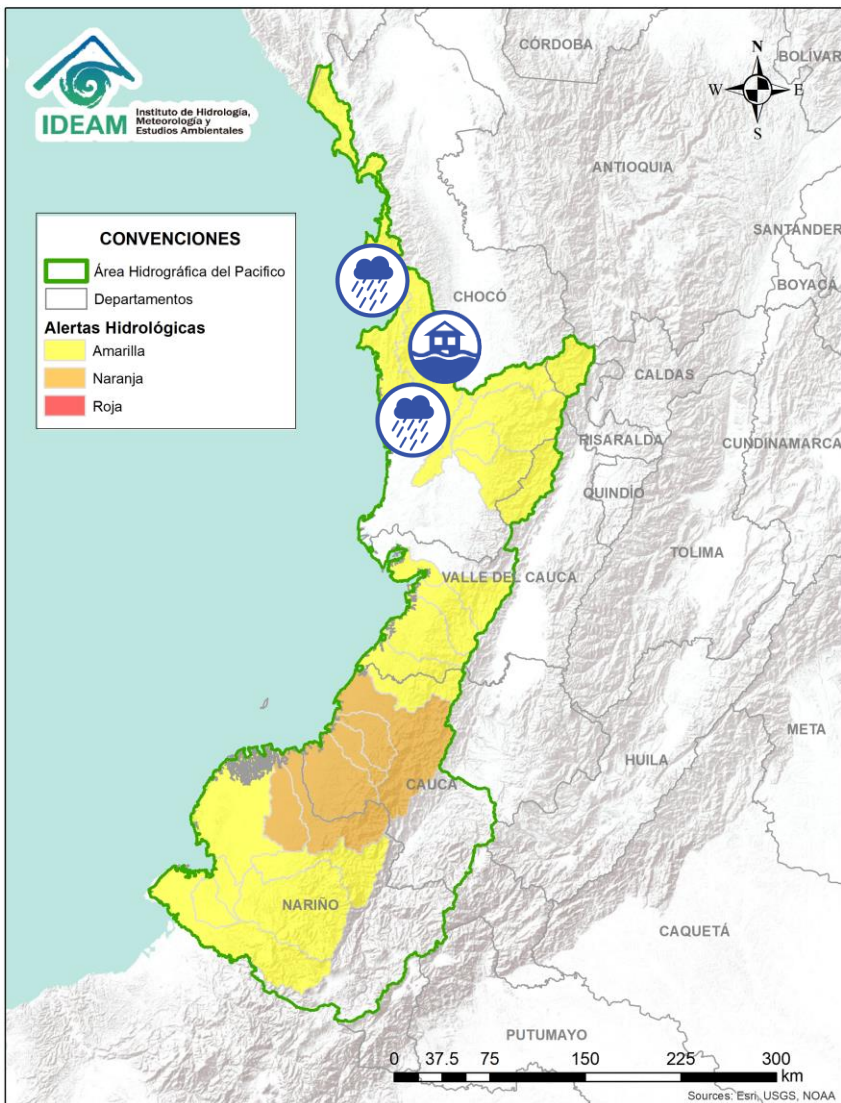 IDEAM
Instituto de Hidrología,
Meteorología y
Estudios Ambientales
CÓRDOBA
BOLÍVAR
N
W
E
S
ANTIOQUIA
SANTANDER
BOYACÁ
CONVENCIONES
Área Hidrográfica del Pacifico
Departamentos
Alertas Hidrológicas
Amarilla
Naranja
Roja
CHOCÓ
CALDAS
RISARALDA
CUNDINAMARCA
QUINDÍO
TOLIMA
VALLE DEL CAUCA
META
HUILA
CAUCA
NARIÑO
CAQUETÁ
PUTUMAYO
0 37.5 75 150 225 300
km
Sources: Esri, USGS, NOAA